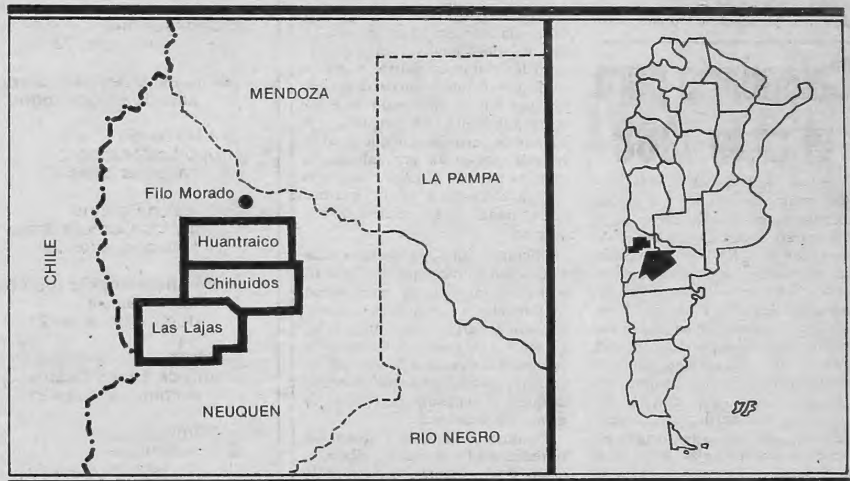 MENDOZA
LA PAMPA
Filo Morado
Huantraico
CHILE
Chihuidos
Las Lajas
NEUQUEN
RIO NEGRO